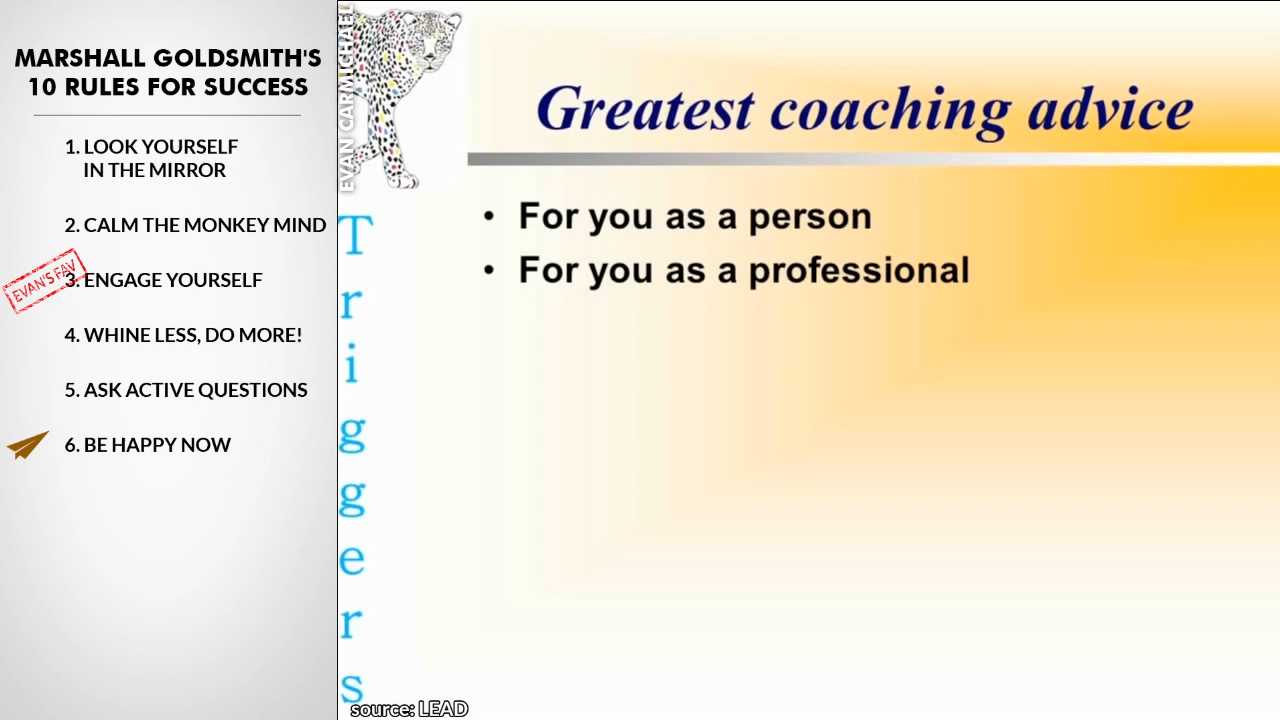 MARSHALL GOLDSMITH'S
10 RULES FOR SUCCESS
1. LOOK YOURSELF
IN THE MIRROR
2. CALM THE MONKEY MIND
EVAN'S FAV
3. ENGAGE YOURSELF
4. WHINE LESS, DO MORE!
5. ASK ACTIVE QUESTIONS
6. BE HAPPY NOW
EVAN CARMICHAEL
Triggers
Greatest coaching advice
• For you as a person
• For you as a professional
source: LEAD